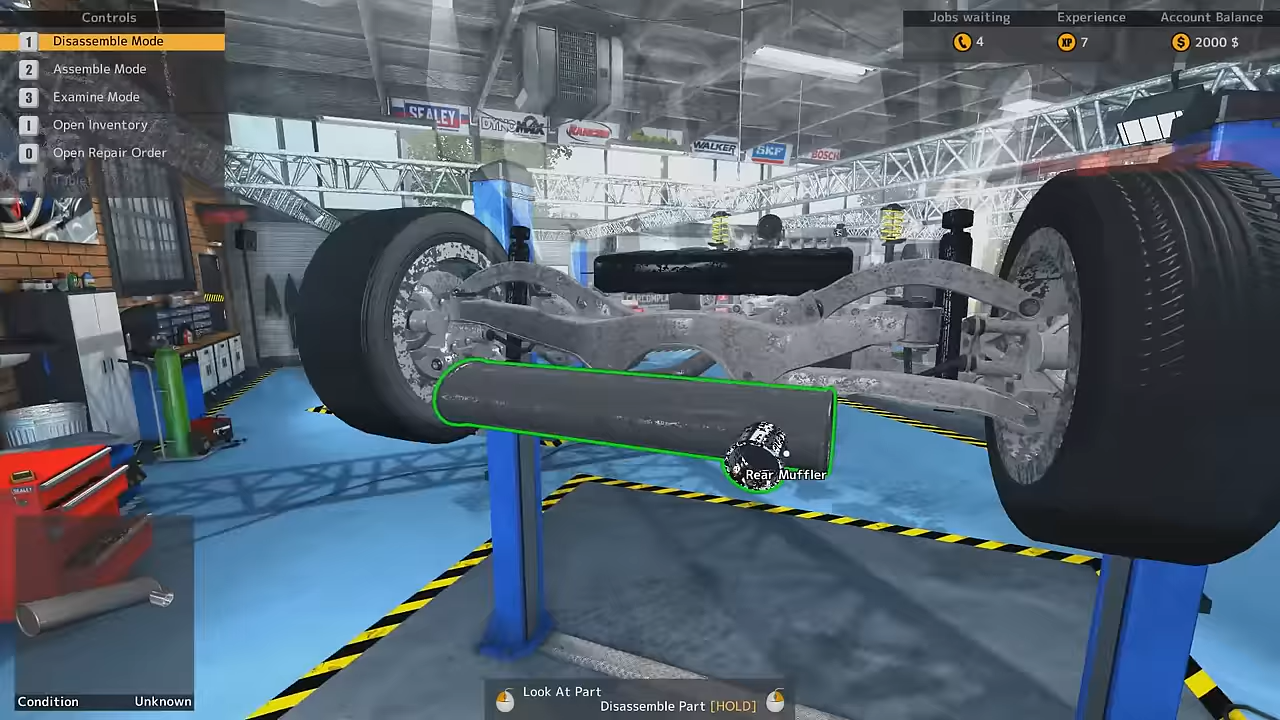 Controls
1 Disassemble Mode
2 Assemble Mode
3 Examine Mode
I Open Inventory
O Open Repair Order
Jobs waiting Experience Account Balance
4 XP 7 $ 2000 $
SEALEY
DYNOMAX
RANCHO
WALKER
SKF
BOSCH
Rear Muffler
Condition Unknown
Look At Part
Disassemble Part [HOLD]